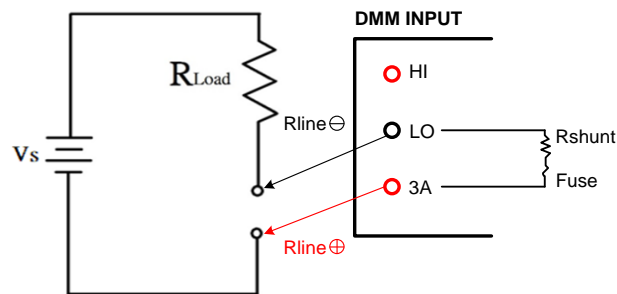 DMM INPUT
HI
RLoad
Rline⊖
LO
Rshunt
Vs
3A
Fuse
Rline⊕